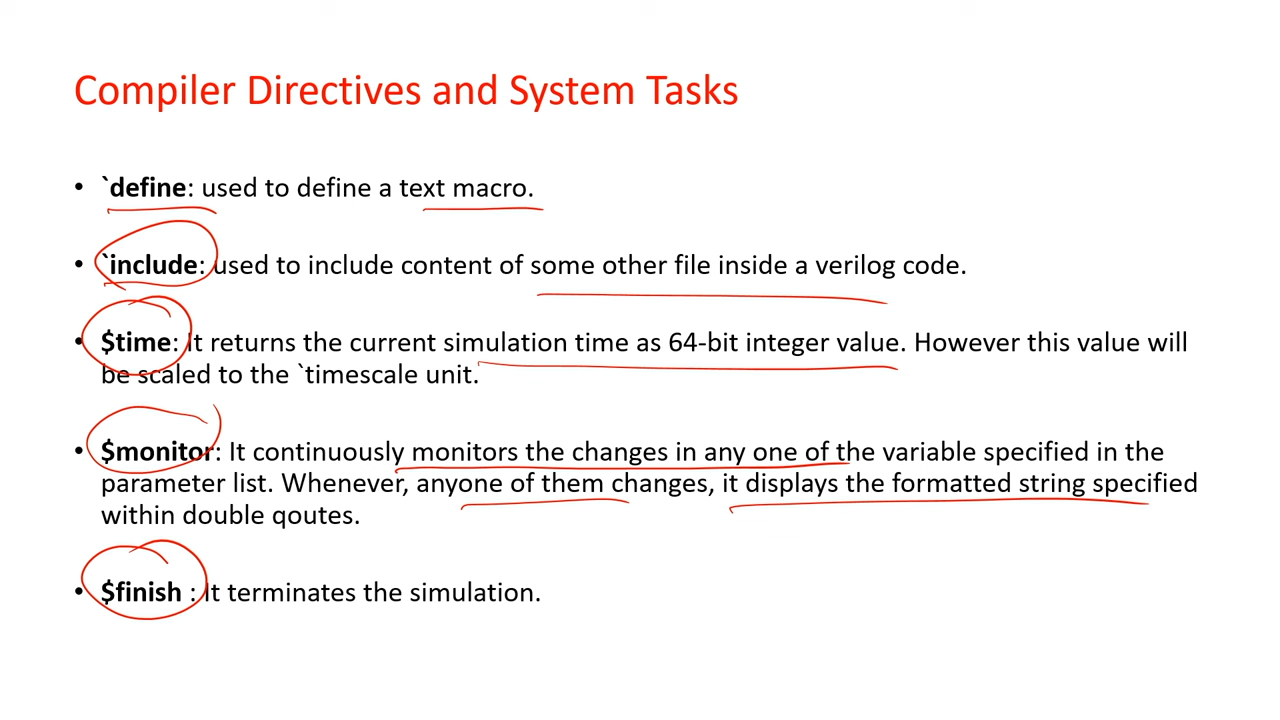 Compiler Directives and System Tasks
• `define: used to define a text macro.
• `include: used to include content of some other file inside a verilog code.
• $time: It returns the current simulation time as 64-bit integer value. However this value will
be scaled to the `timescale unit.
• $monitor: It continuously monitors the changes in any one of the variable specified in the
parameter list. Whenever, anyone of them changes, it displays the formatted string specified
within double qoutes.
• $finish : It terminates the simulation.